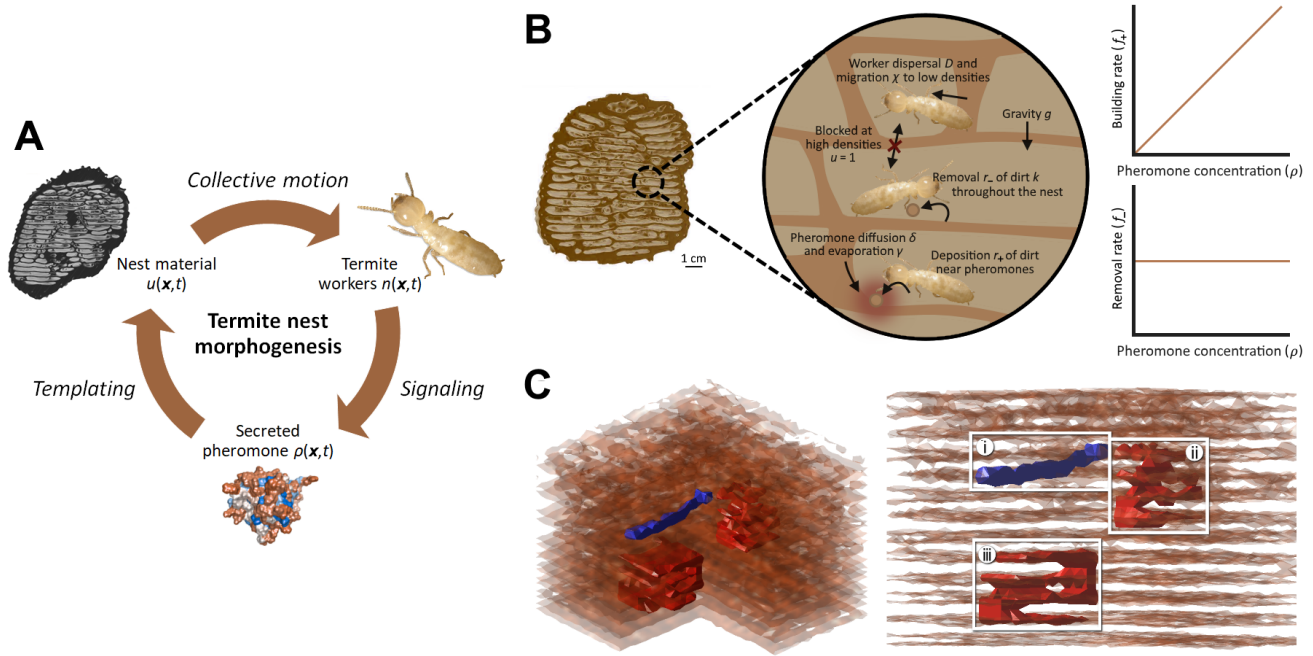 A
Collective motion
Nest material
u(x,t)
Termite
workers n(x,t)
Termite nest
morphogenesis
Templating
Signaling
Secreted
pheromone ρ(x,t)
B
1 cm
Worker dispersal D and
migration χ to low densities
Gravity g
Blocked at
high densities
u = 1
Removal r₋ of dirt k
throughout the nest
Pheromone diffusion δ
and evaporation γ
Deposition r₊ of dirt
near pheromones
Building rate (f₊)
Pheromone concentration (ρ)
Removal rate (f₋)
Pheromone concentration (ρ)
C
i
ii
iii